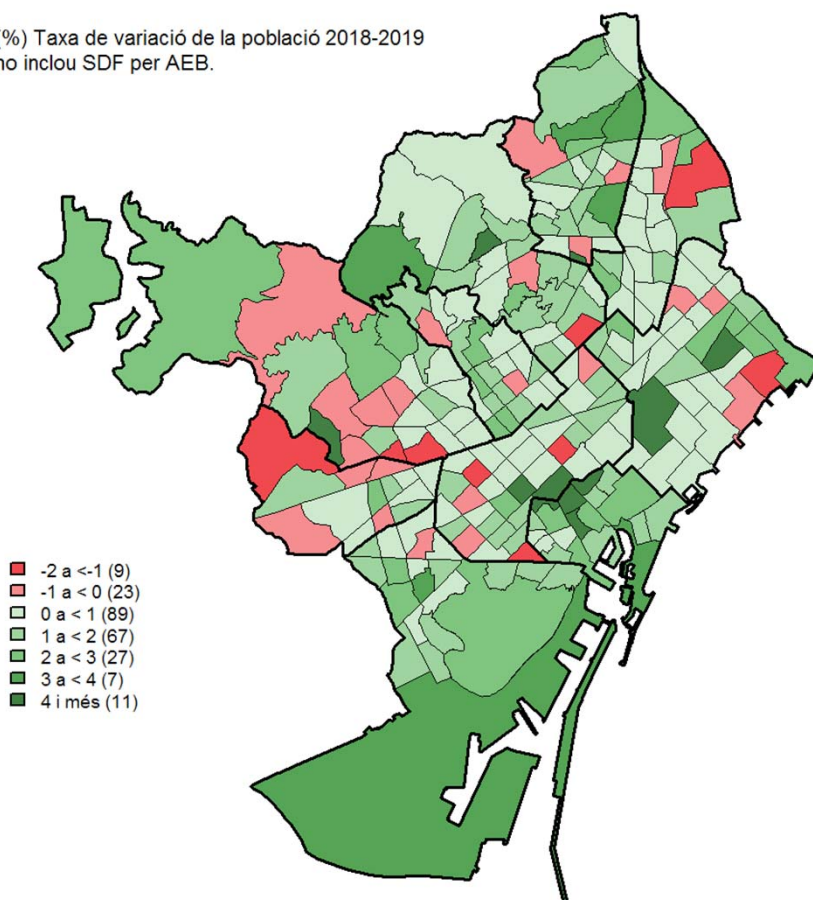 (%) Taxa de variació de la població 2018-2019
no inclou SDF per AEB.
-2 a <-1 (9)
-1 a < 0 (23)
0 a < 1 (89)
1 a < 2 (67)
2 a < 3 (27)
3 a < 4 (7)
4 i més (11)